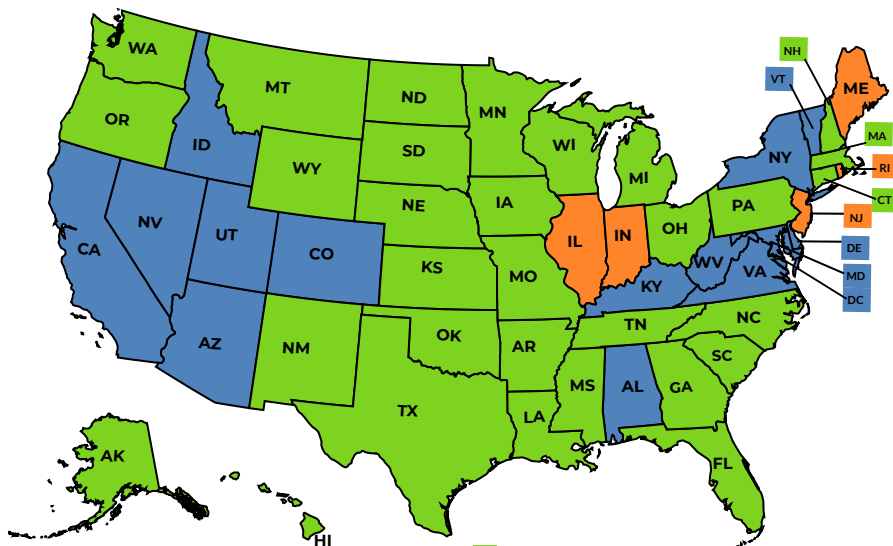 WA
MT
ND
MN
NH
VT
ME
OR
ID
SD
WI
MI
NY
MA
RI
WY
IA
PA
CT
NE
NJ
NV
UT
CO
IL
IN
OH
DE
CA
KS
MO
KY
WV
VA
MD
DC
AZ
NM
OK
AR
TN
NC
SC
TX
MS
AL
GA
LA
AK
FL
HI